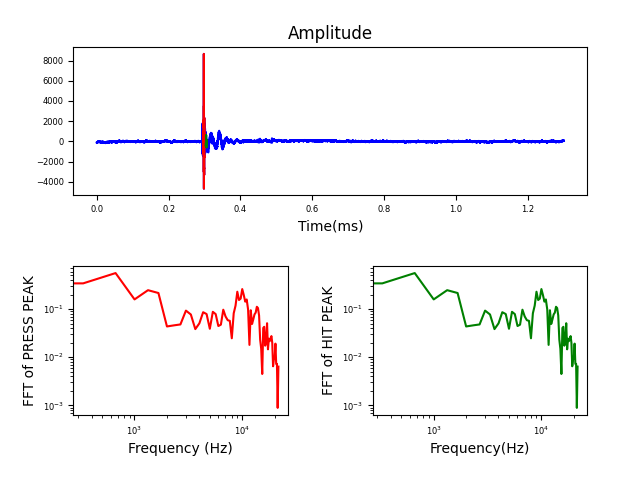 Amplitude
8000
6000
4000
2000
0
−2000
−4000
0.0 0.2 0.4 0.6 0.8 1.0 1.2
Time(ms)
FFT of PRESS PEAK
10⁻¹
10⁻²
10⁻³
10³ 10⁴
Frequency (Hz)
FFT of HIT PEAK
10⁻¹
10⁻²
10⁻³
10³ 10⁴
Frequency(Hz)